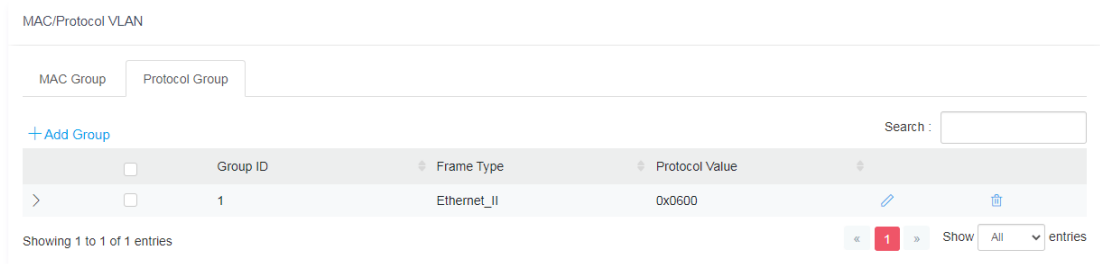 MAC/Protocol VLAN
MAC Group Protocol Group
+Add Group Search :
Group ID Frame Type Protocol Value
1 Ethernet_II 0x0600
Showing 1 to 1 of 1 entries « 1 » Show All entries